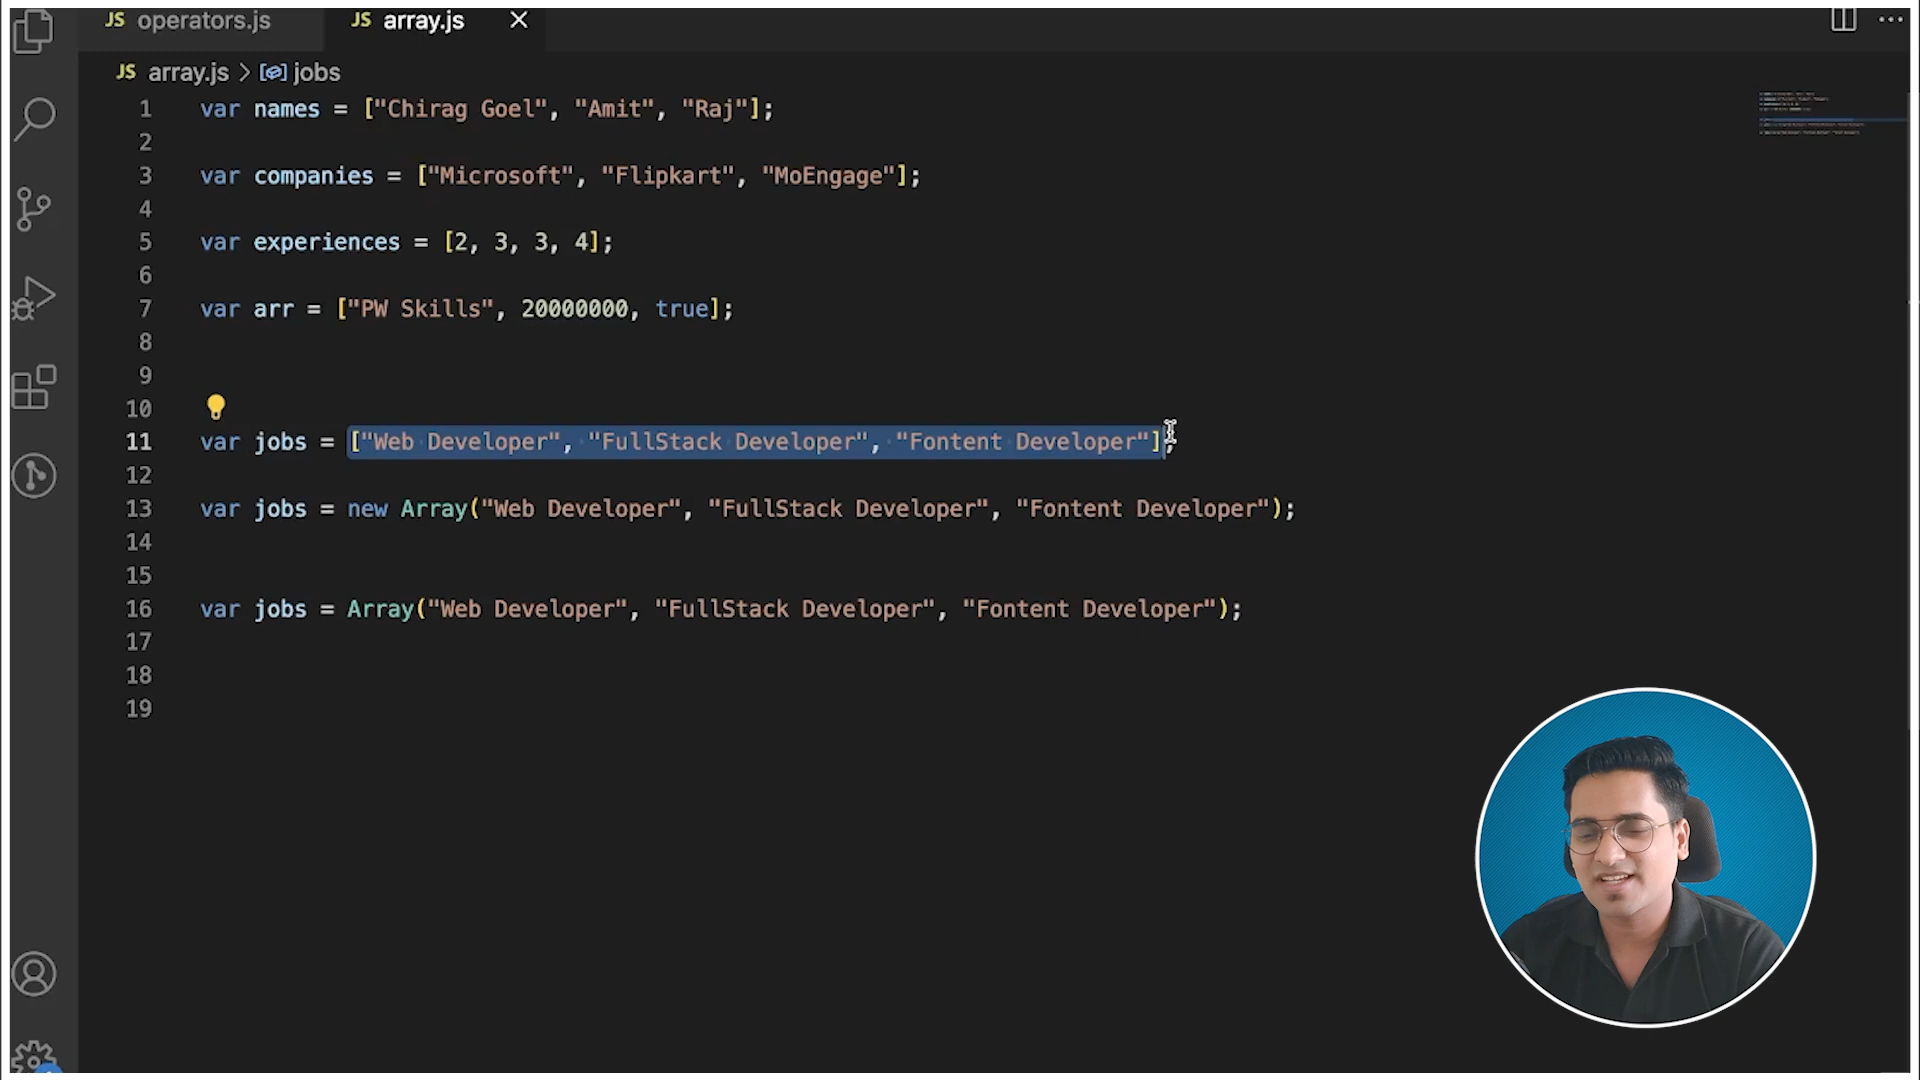 JS operators.js JS array.js
JS array.js > jobs
1 var names = ["Chirag Goel", "Amit", "Raj"];
2
3 var companies = ["Microsoft", "Flipkart", "MoEngage"];
4
5 var experiences = [2, 3, 3, 4];
6
7 var arr = ["PW Skills", 20000000, true];
8
9
10
11 var jobs = ["Web Developer", "FullStack Developer", "Fontent Developer"];
12
13 var jobs = new Array("Web Developer", "FullStack Developer", "Fontent Developer");
14
15
16 var jobs = Array("Web Developer", "FullStack Developer", "Fontent Developer");
17
18
19